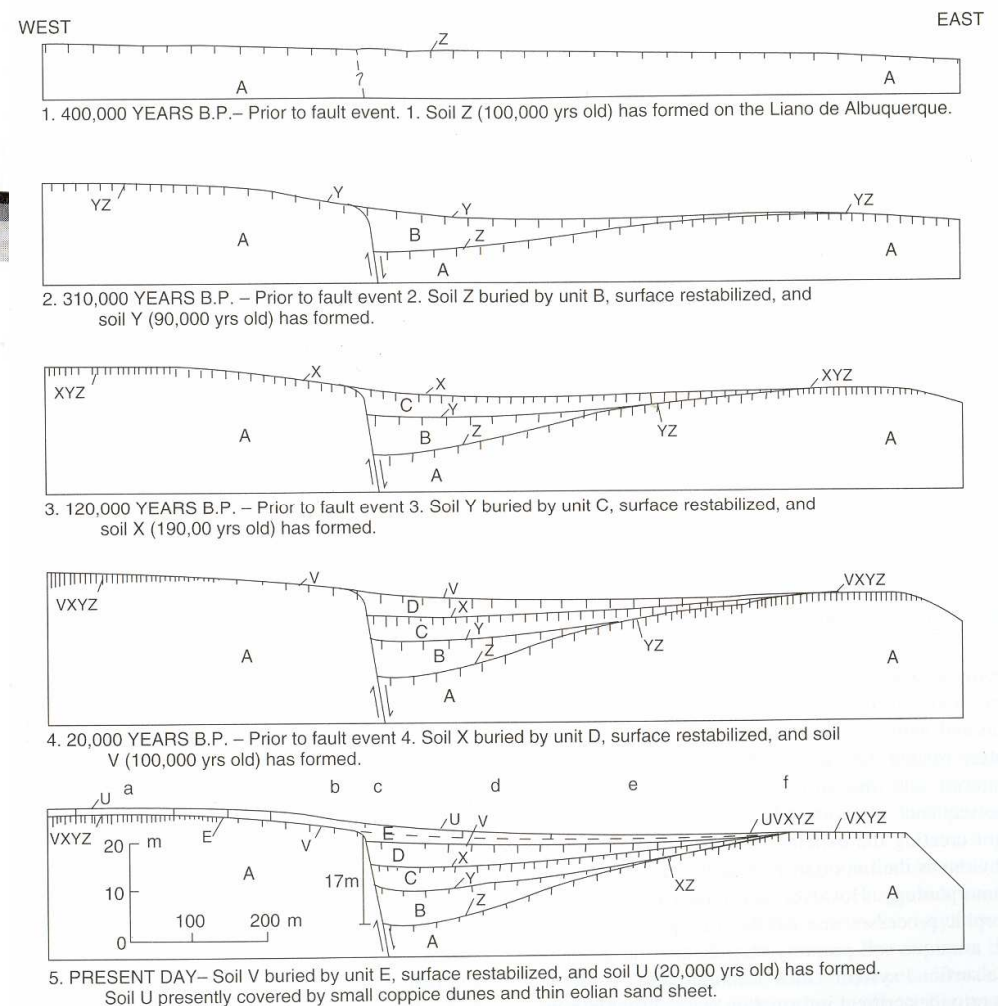 WEST
EAST
Z
?
A
A
1. 400,000 YEARS B.P.– Prior to fault event. 1. Soil Z (100,000 yrs old) has formed on the Liano de Albuquerque.
YZ
Y
Y
YZ
B
Z
A
A
A
2. 310,000 YEARS B.P. – Prior to fault event 2. Soil Z buried by unit B, surface restabilized, and
soil Y (90,000 yrs old) has formed.
XYZ
X
X
XYZ
C
Y
YZ
B
Z
A
A
A
3. 120,000 YEARS B.P. – Prior to fault event 3. Soil Y buried by unit C, surface restabilized, and
soil X (190,00 yrs old) has formed.
VXYZ
V
V
VXYZ
D
X
C
Y
YZ
B
Z
A
A
A
4. 20,000 YEARS B.P. – Prior to fault event 4. Soil X buried by unit D, surface restabilized, and soil
V (100,000 yrs old) has formed.
a b c d e f
U
U
V
UVXYZ
VXYZ
VXYZ
E
E
V
D
X
C
Y
XZ
B
Z
A
A
A
17m
20 m
10
0
100 200 m
5. PRESENT DAY– Soil V buried by unit E, surface restabilized, and soil U (20,000 yrs old) has formed.
Soil U presently covered by small coppice dunes and thin eolian sand sheet.